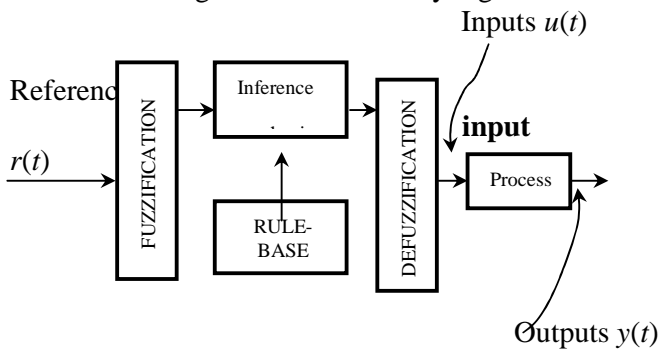 Inputs u(t)
Referenc
r(t)
FUZZIFICATION
Inference
RULE-
BASE
DEFUZZIFICATION
input
Process
Outputs y(t)